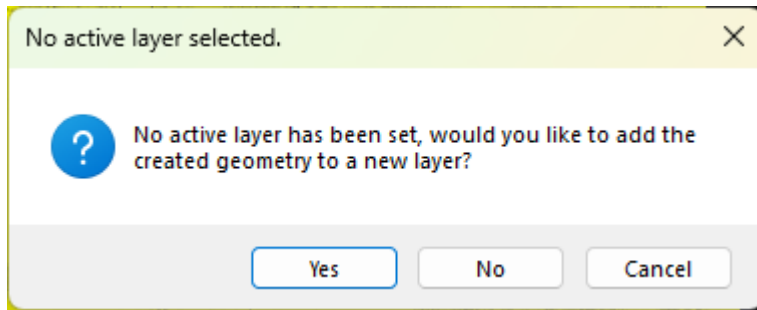 No active layer selected.
No active layer has been set, would you like to add the
created geometry to a new layer?
Yes
No
Cancel